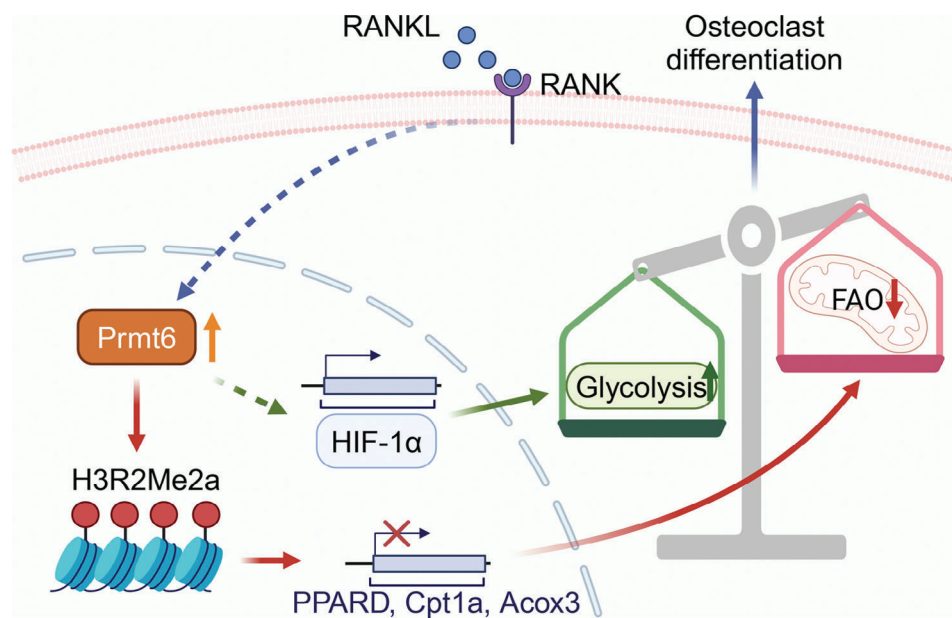 RANKL
RANK
Osteoclast
differentiation
Prmt6
HIF-1α
Glycolysis
FAO
H3R2Me2a
PPARD, Cpt1a, Acox3